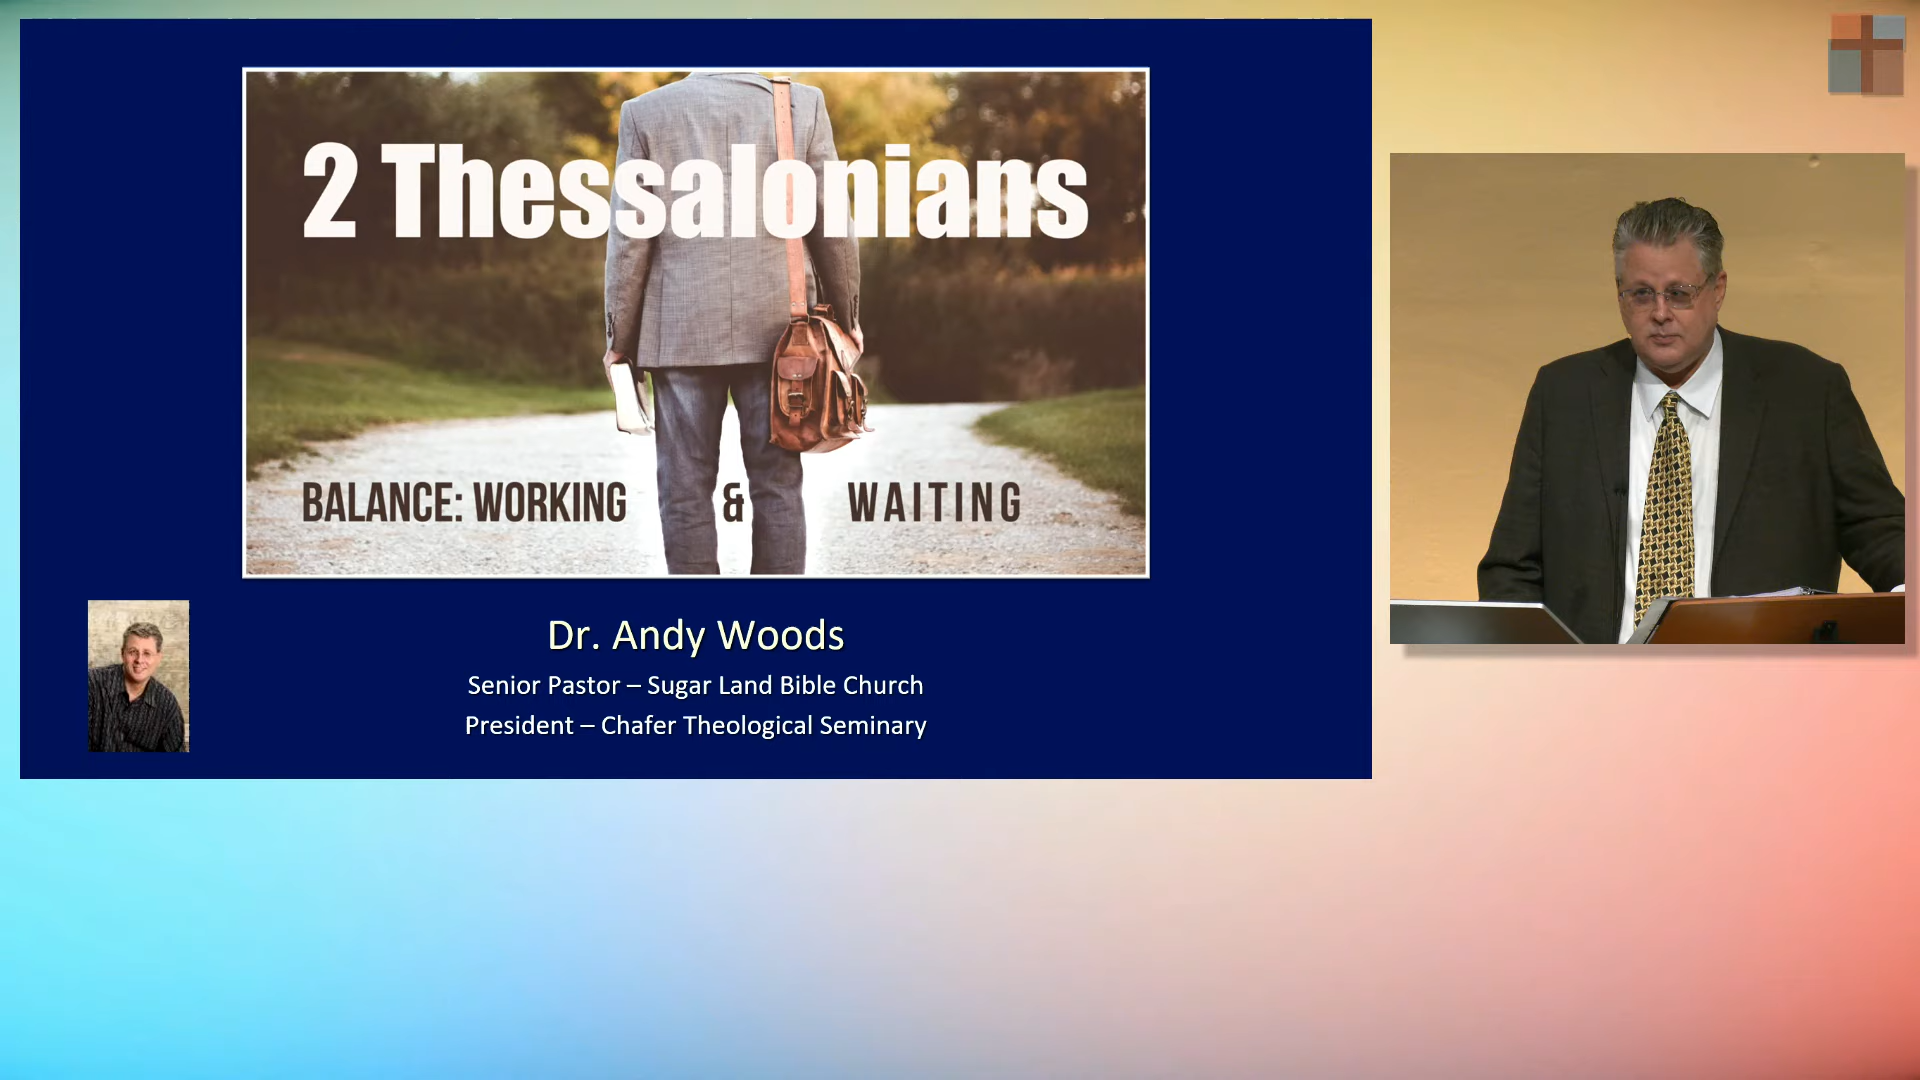 2 Thessalonians
BALANCE: WORKING & WAITING
Dr. Andy Woods
Senior Pastor – Sugar Land Bible Church
President – Chafer Theological Seminary